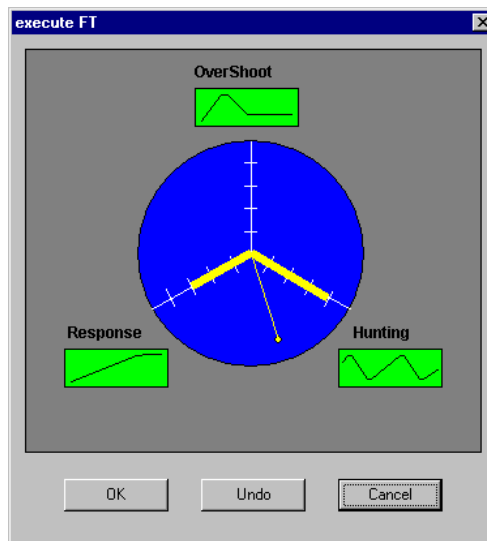 execute FT
OverShoot
Response
Hunting
OK
Undo
Cancel